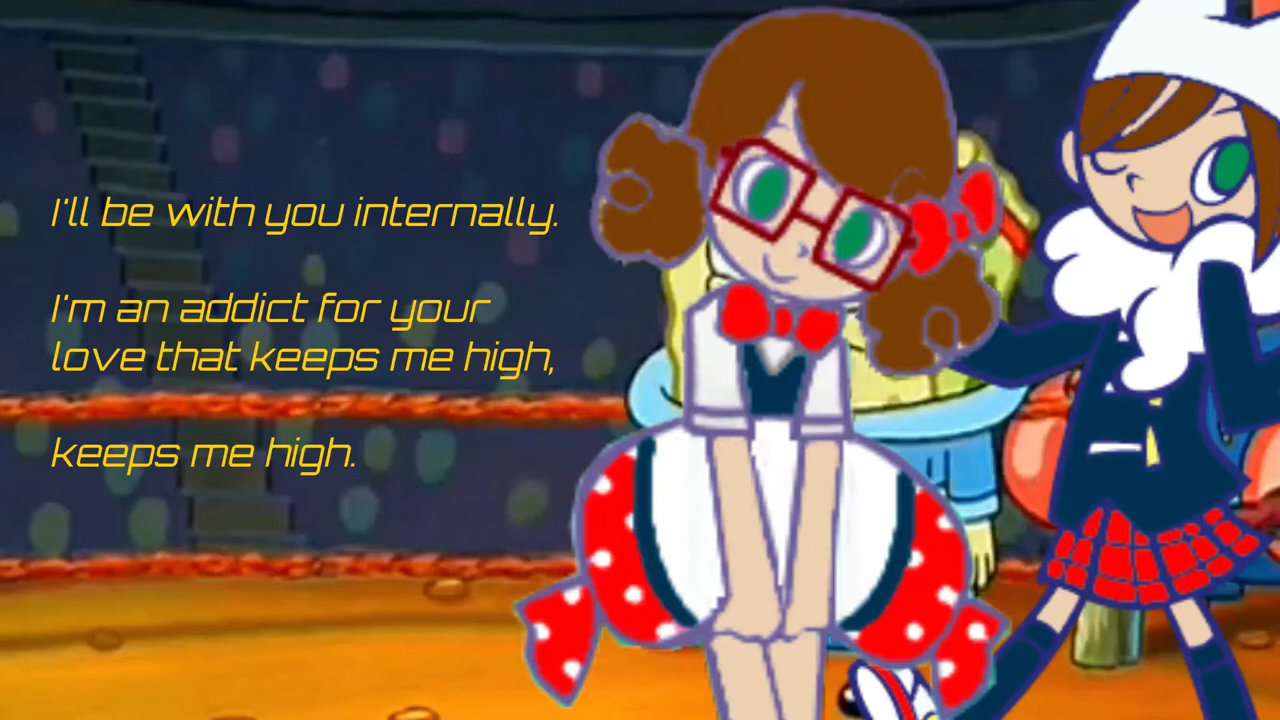 I'll be with you internally.
I'm an addict for your
love that keeps me high,
keeps me high.